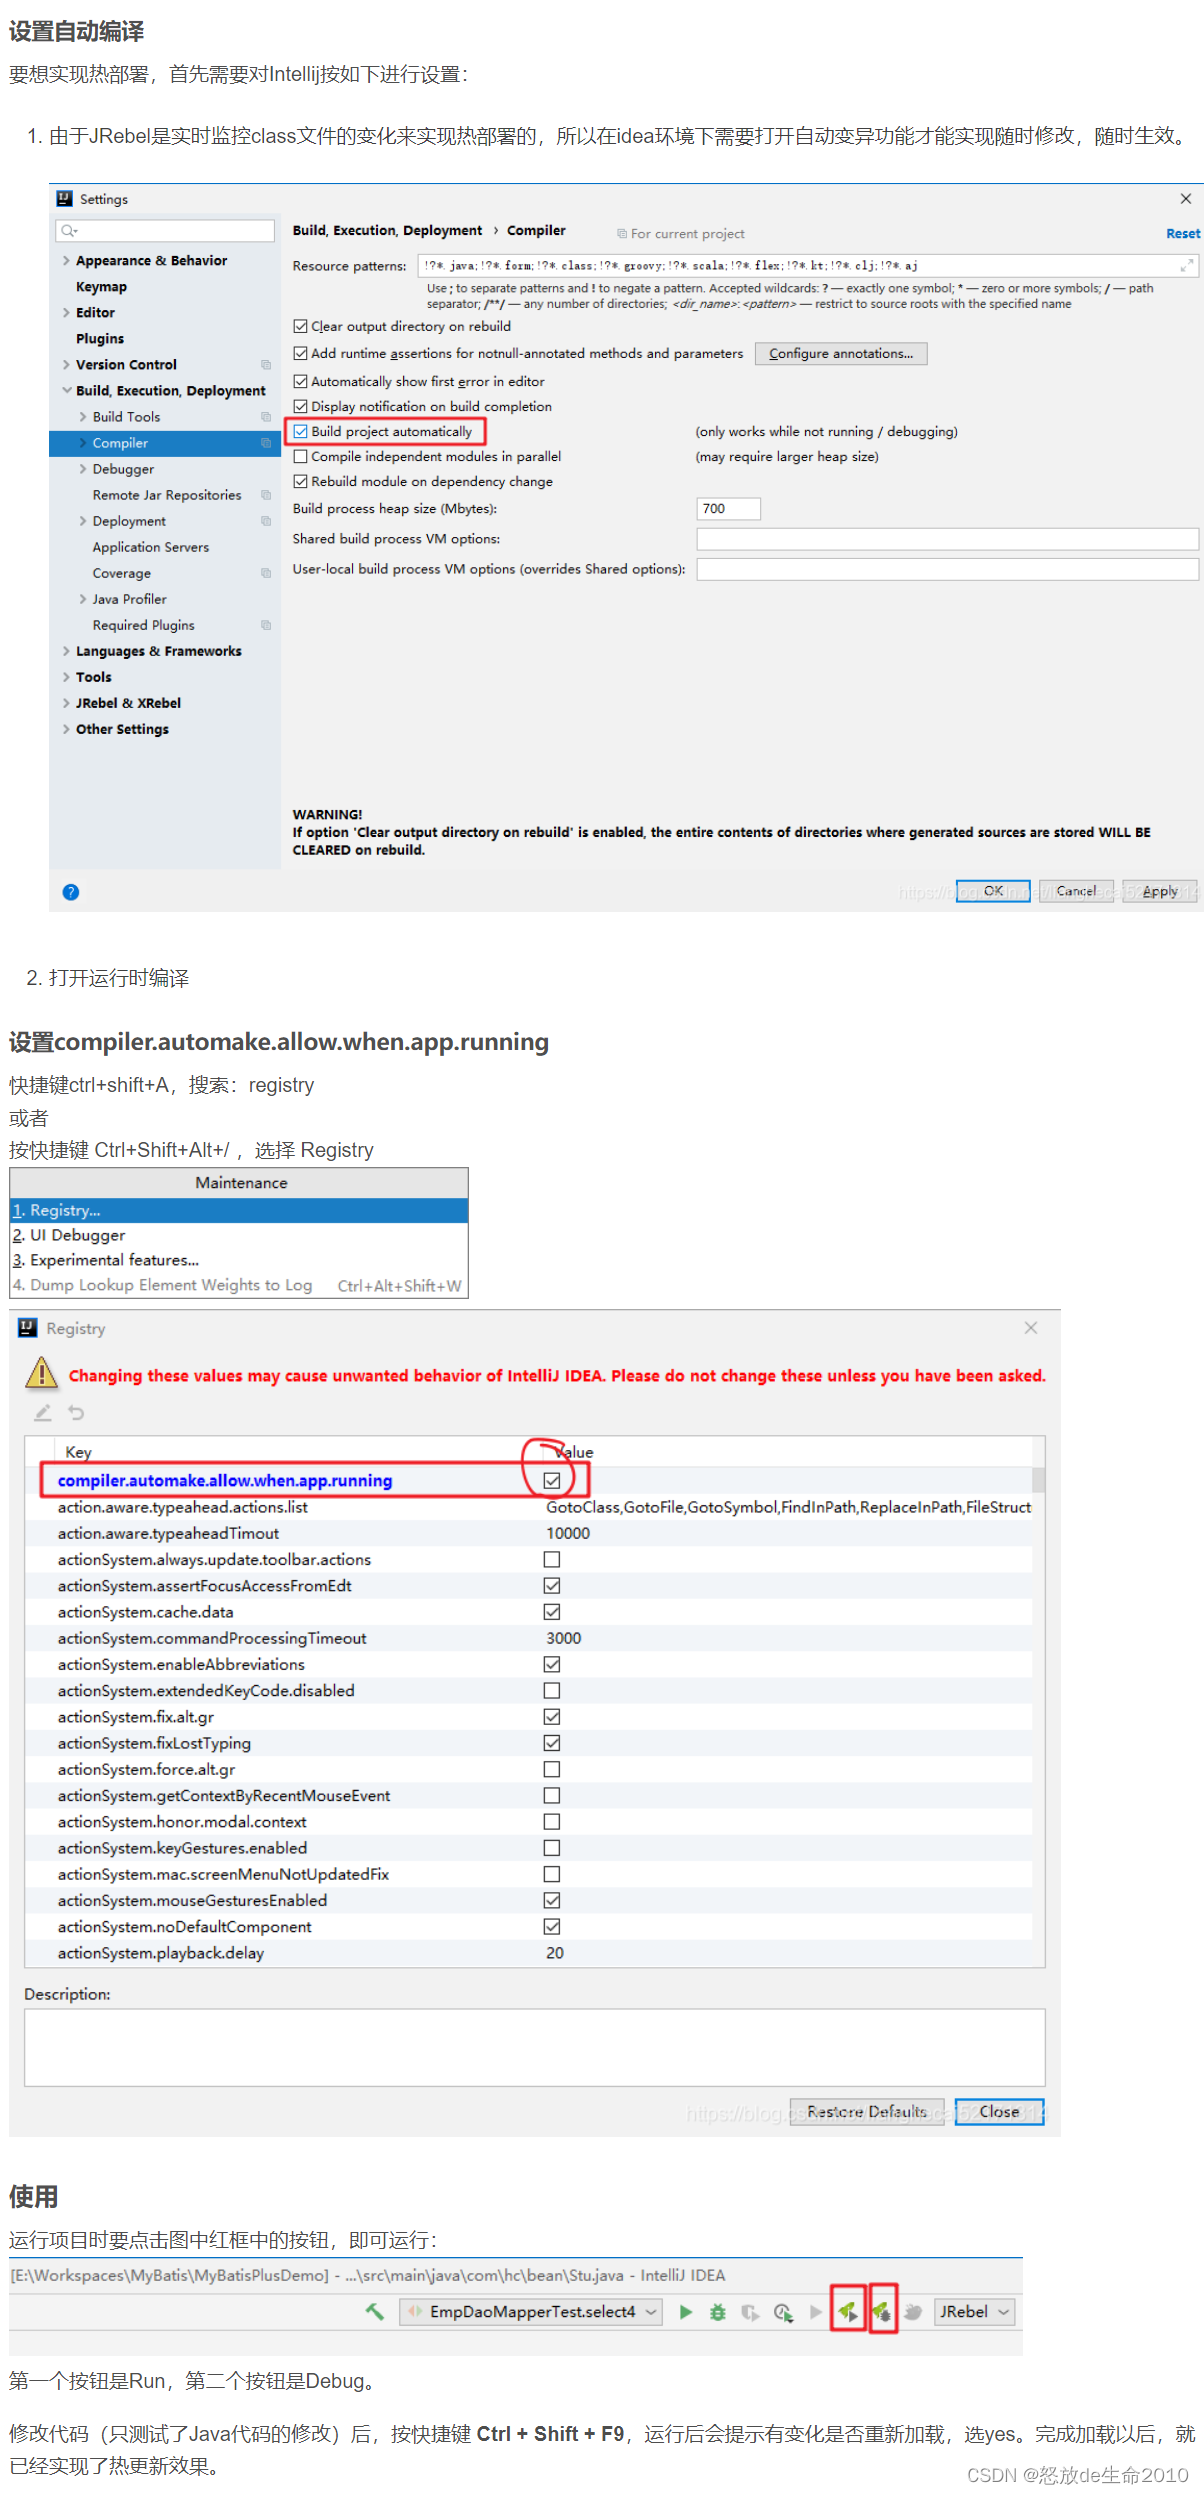 设置自动编译
要想实现热部署，首先需要对Intellij按如下进行设置：
1. 由于JRebel是实时监控class文件的变化来实现热部署的，所以在idea环境下需要打开自动变异功能才能实现随时修改，随时生效。
Settings
Build, Execution, Deployment › Compiler For current project Reset
Appearance & Behavior
Keymap
Editor
Plugins
Version Control
Build, Execution, Deployment
Build Tools
Compiler
Debugger
Remote Jar Repositories
Deployment
Application Servers
Coverage
Java Profiler
Required Plugins
Languages & Frameworks
Tools
JRebel & XRebel
Other Settings
Resource patterns: !?*.java;!?*.form;!?*.class;!?*.groovy;!?*.scala;!?*.flex;!?*.kt;!?*.clj;!?*.aj
Use ; to separate patterns and ! to negate a pattern. Accepted wildcards: ? — exactly one symbol; * — zero or more symbols; / — path
separator; /**/ — any number of directories; <dir_name>:<pattern> — restrict to source roots with the specified name
Clear output directory on rebuild
Add runtime assertions for notnull-annotated methods and parameters Configure annotations...
Automatically show first error in editor
Display notification on build completion
Build project automatically (only works while not running / debugging)
Compile independent modules in parallel (may require larger heap size)
Rebuild module on dependency change
Build process heap size (Mbytes): 700
Shared build process VM options:
User-local build process VM options (overrides Shared options):
WARNING!
If option 'Clear output directory on rebuild' is enabled, the entire contents of directories where generated sources are stored WILL BE
CLEARED on rebuild.
? OK Cancel Apply
2. 打开运行时编译
设置compiler.automake.allow.when.app.running
快捷键ctrl+shift+A，搜索：registry
或者
按快捷键 Ctrl+Shift+Alt+/ ，选择 Registry
Maintenance
1. Registry...
2. UI Debugger
3. Experimental features...
4. Dump Lookup Element Weights to Log Ctrl+Alt+Shift+W
Registry
Changing these values may cause unwanted behavior of IntelliJ IDEA. Please do not change these unless you have been asked.
Key Value
compiler.automake.allow.when.app.running
action.aware.typeahead.actions.list GotoClass,GotoFile,GotoSymbol,FindInPath,ReplaceInPath,FileStruct
action.aware.typeaheadTimout 10000
actionSystem.always.update.toolbar.actions
actionSystem.assertFocusAccessFromEdt
actionSystem.cache.data
actionSystem.commandProcessingTimeout 3000
actionSystem.enableAbbreviations
actionSystem.extendedKeyCode.disabled
actionSystem.fix.alt.gr
actionSystem.fixLostTyping
actionSystem.force.alt.gr
actionSystem.getContextByRecentMouseEvent
actionSystem.honor.modal.context
actionSystem.keyGestures.enabled
actionSystem.mac.screenMenuNotUpdatedFix
actionSystem.mouseGesturesEnabled
actionSystem.noDefaultComponent
actionSystem.playback.delay 20
Description:
Restore Defaults Close
使用
运行项目时要点击图中红框中的按钮，即可运行：
[E:\Workspaces\MyBatis\MyBatisPlusDemo] - ...\src\main\java\com\hc\bean\Stu.java - IntelliJ IDEA
EmpDaoMapperTest.select4 JRebel
第一个按钮是Run，第二个按钮是Debug。
修改代码（只测试了Java代码的修改）后，按快捷键 Ctrl + Shift + F9，运行后会提示有变化是否重新加载，选yes。完成加载以后，就
已经实现了热更新效果。
CSDN @怒放de生命2010